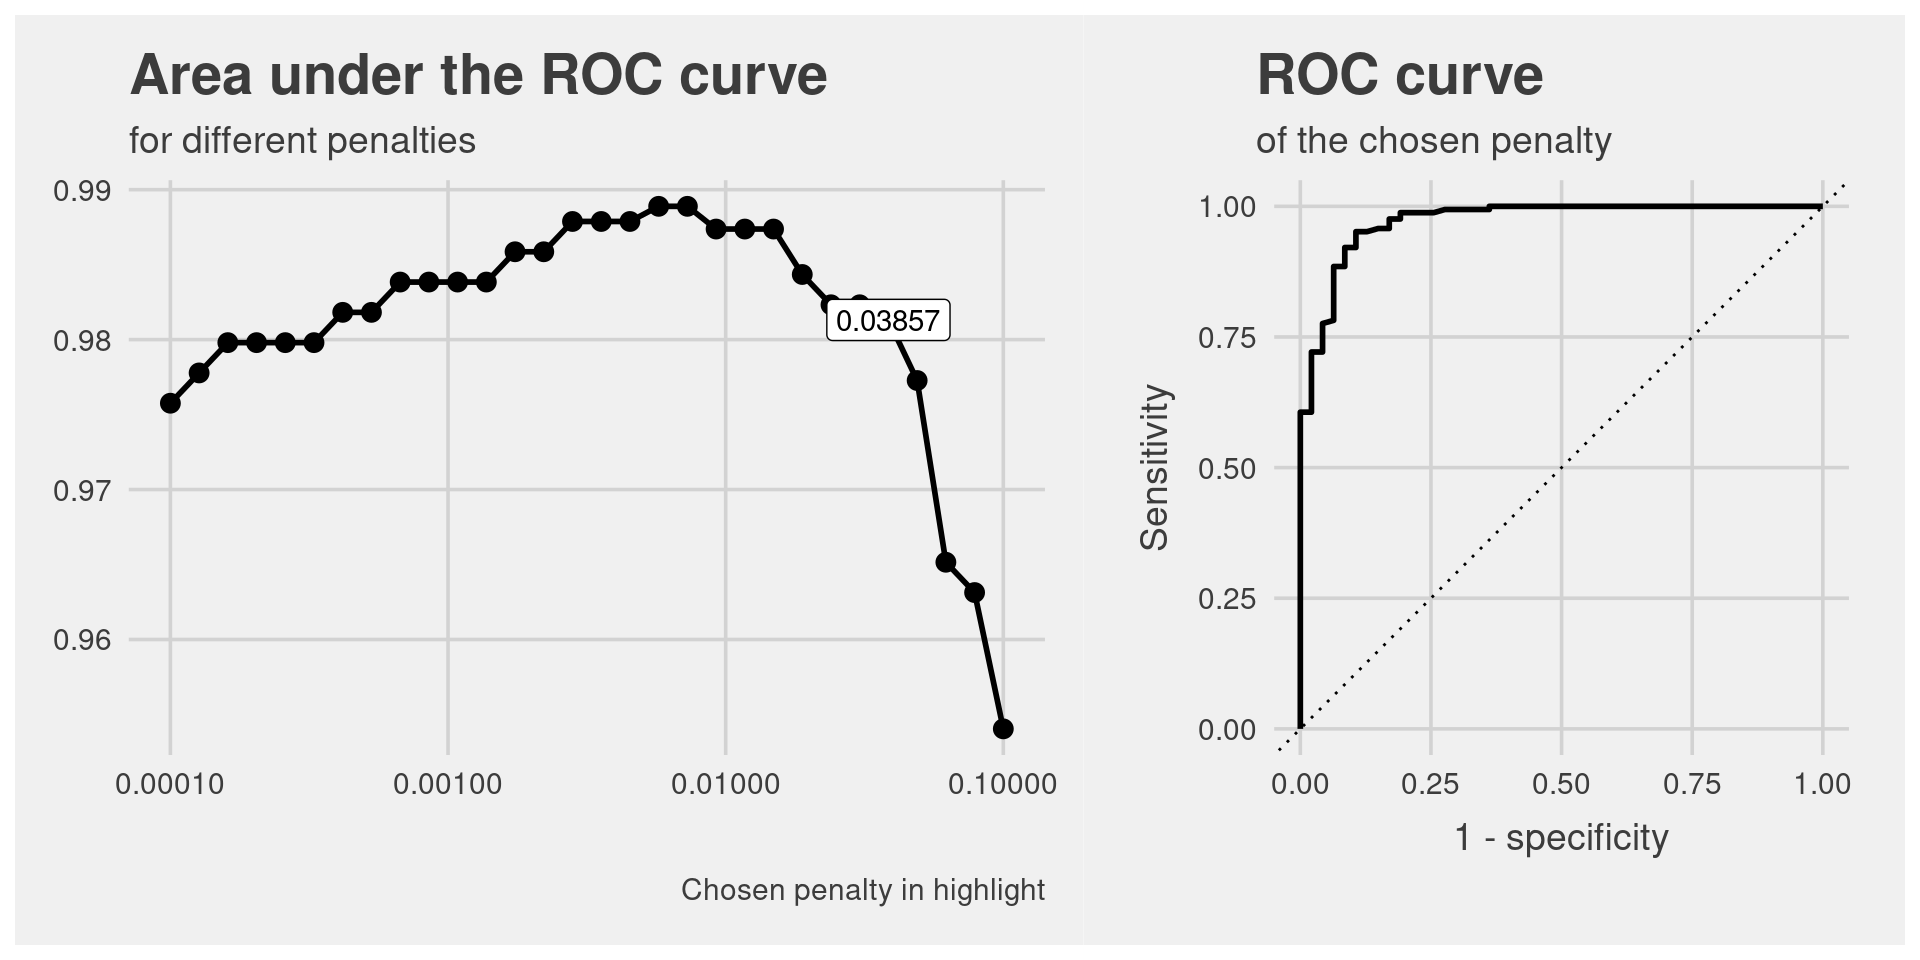 Area under the ROC curve
for different penalties
0.99
0.98
0.97
0.96
0.03857
0.00010 0.00100 0.01000 0.10000
Chosen penalty in highlight
ROC curve
of the chosen penalty
Sensitivity
1.00
0.75
0.50
0.25
0.00
0.00 0.25 0.50 0.75 1.00
1 - specificity